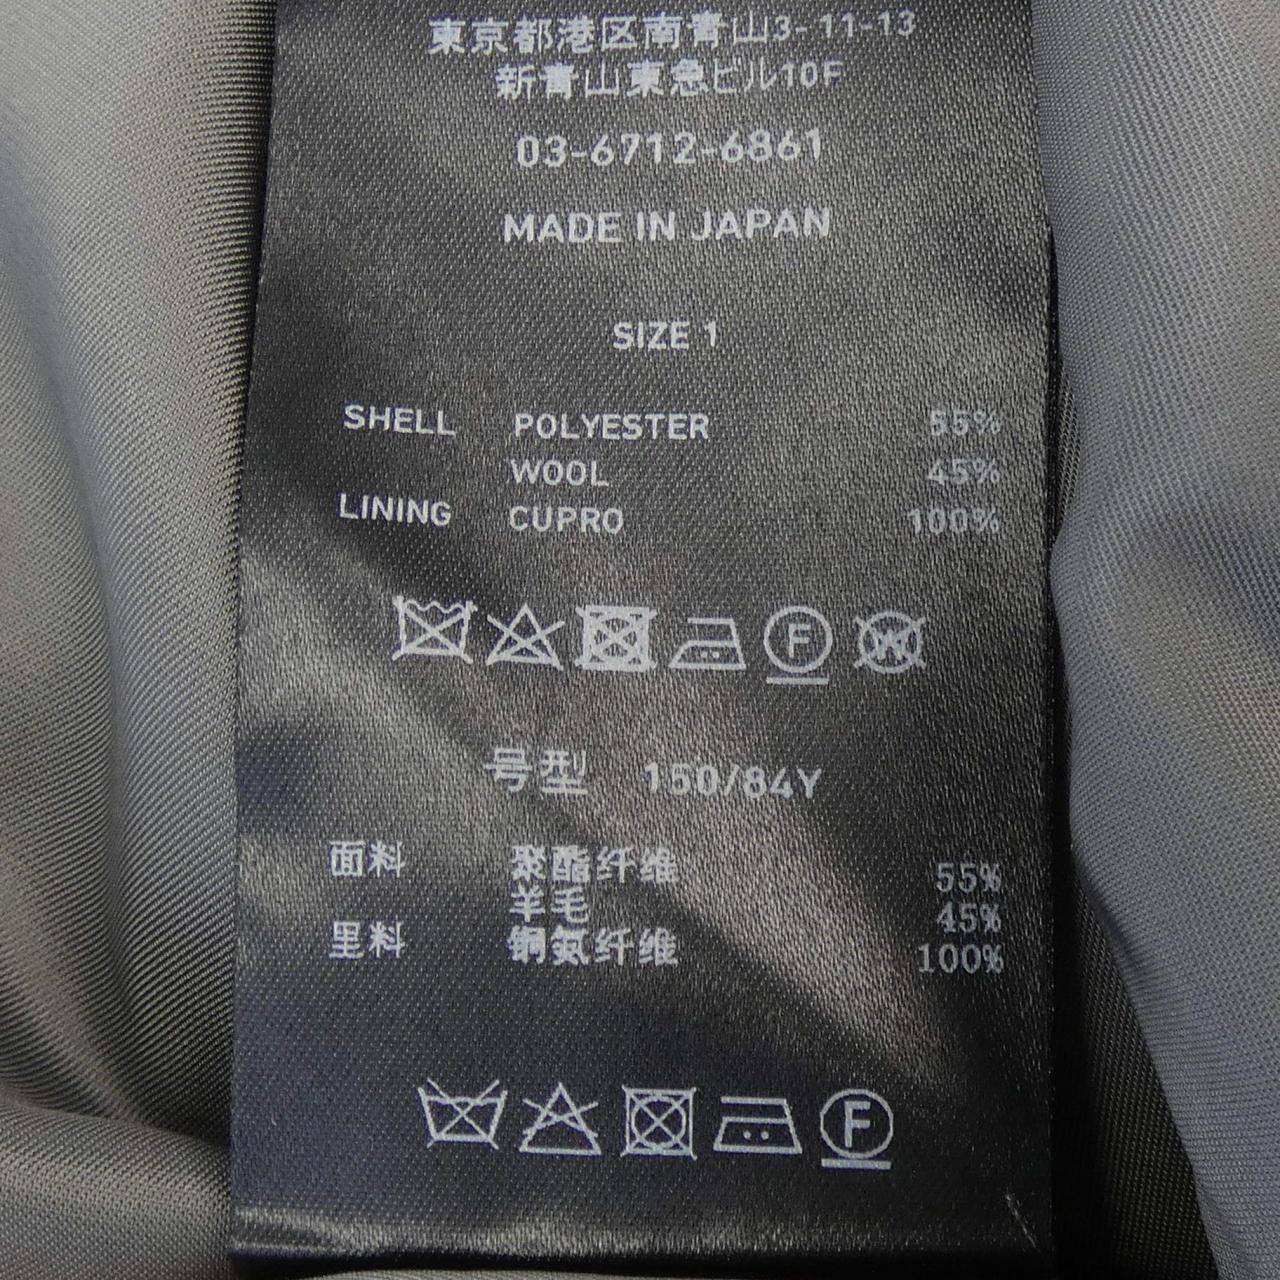 東京都港区南青山3-11-13
新青山東急ビル10F
03-6712-6861
MADE IN JAPAN
SIZE 1
SHELL POLYESTER 55%
WOOL 45%
LINING CUPRO 100%
F W
号型 150/84Y
面料 聚酯纤维 55%
羊毛 45%
里料 铜氨纤维 100%
F